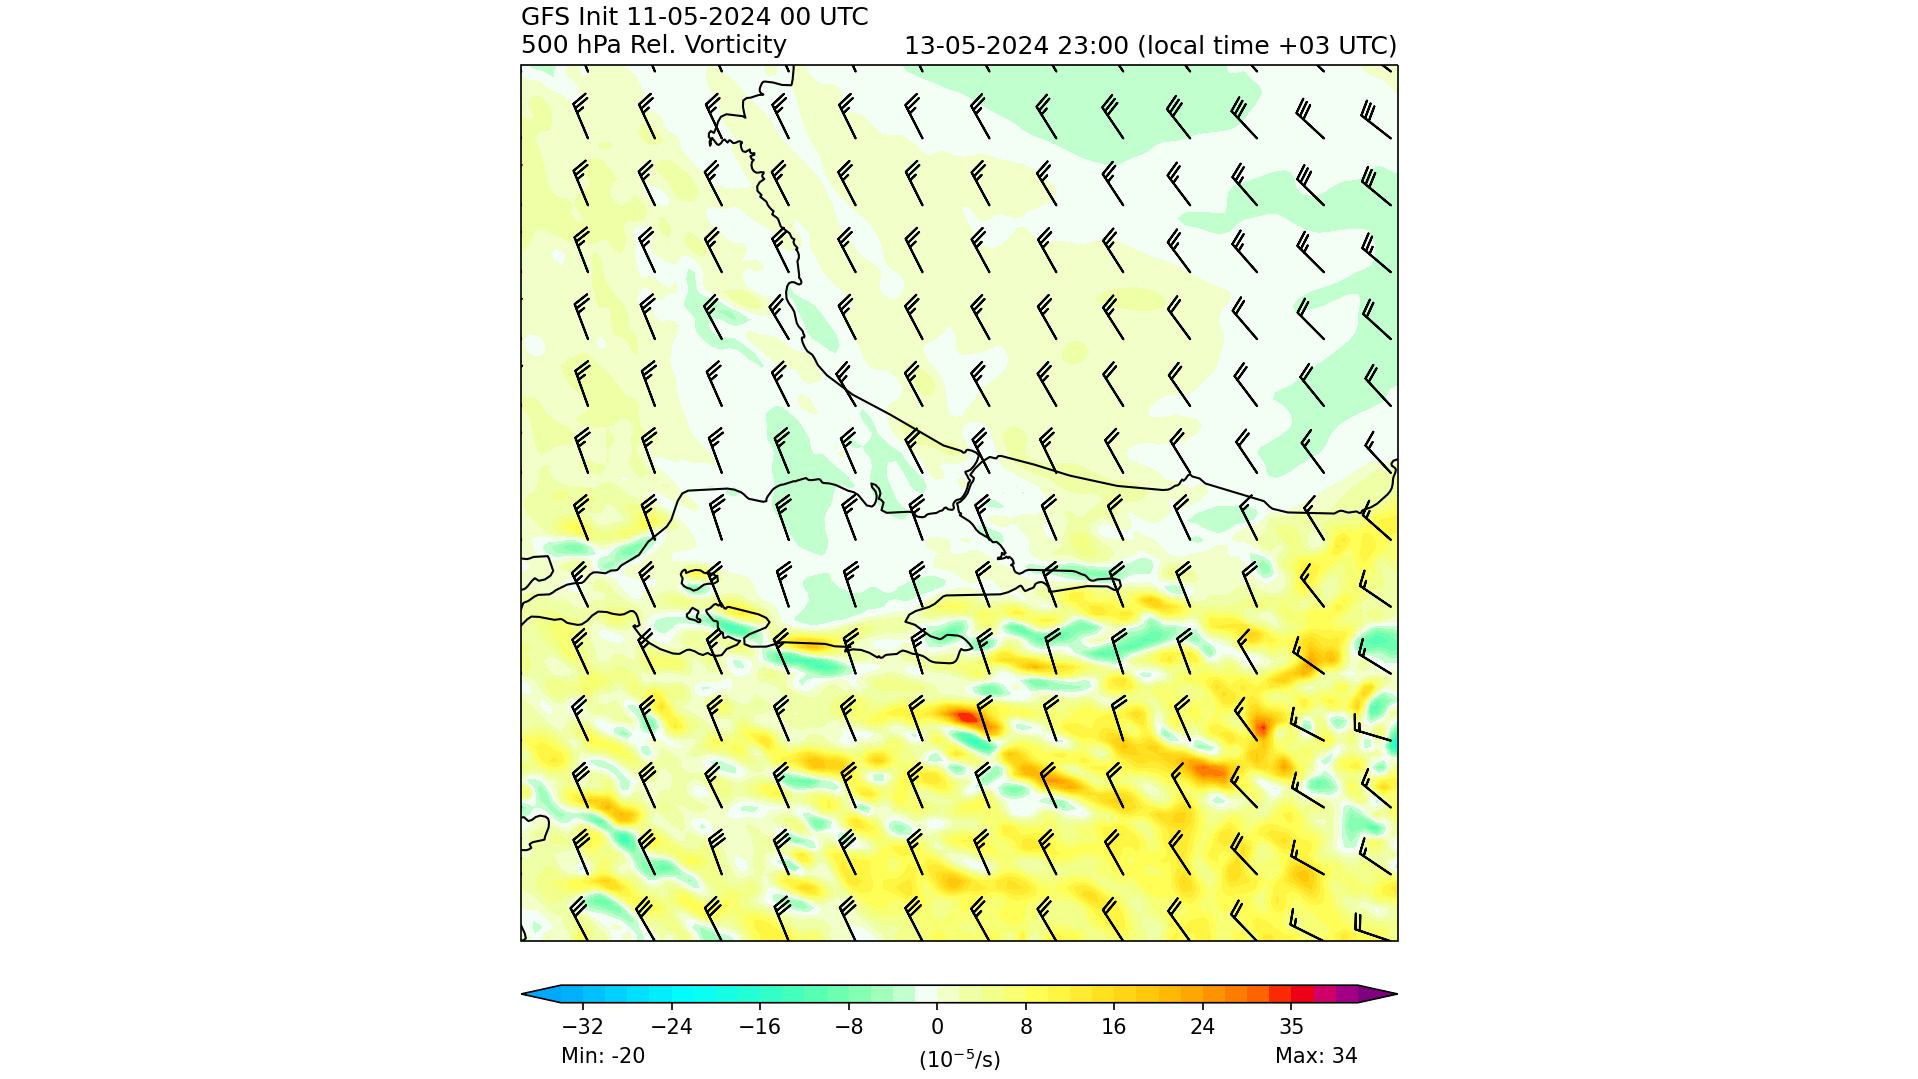 GFS Init 11-05-2024 00 UTC
500 hPa Rel. Vorticity
13-05-2024 23:00 (local time +03 UTC)
−32 −24 −16 −8 0 8 16 24 35
Min: -20
(10⁻⁵/s)
Max: 34